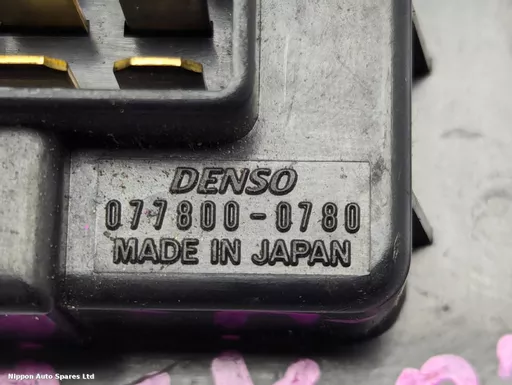 DENSO
077800-0780
MADE IN JAPAN
Nippon Auto Spares Ltd